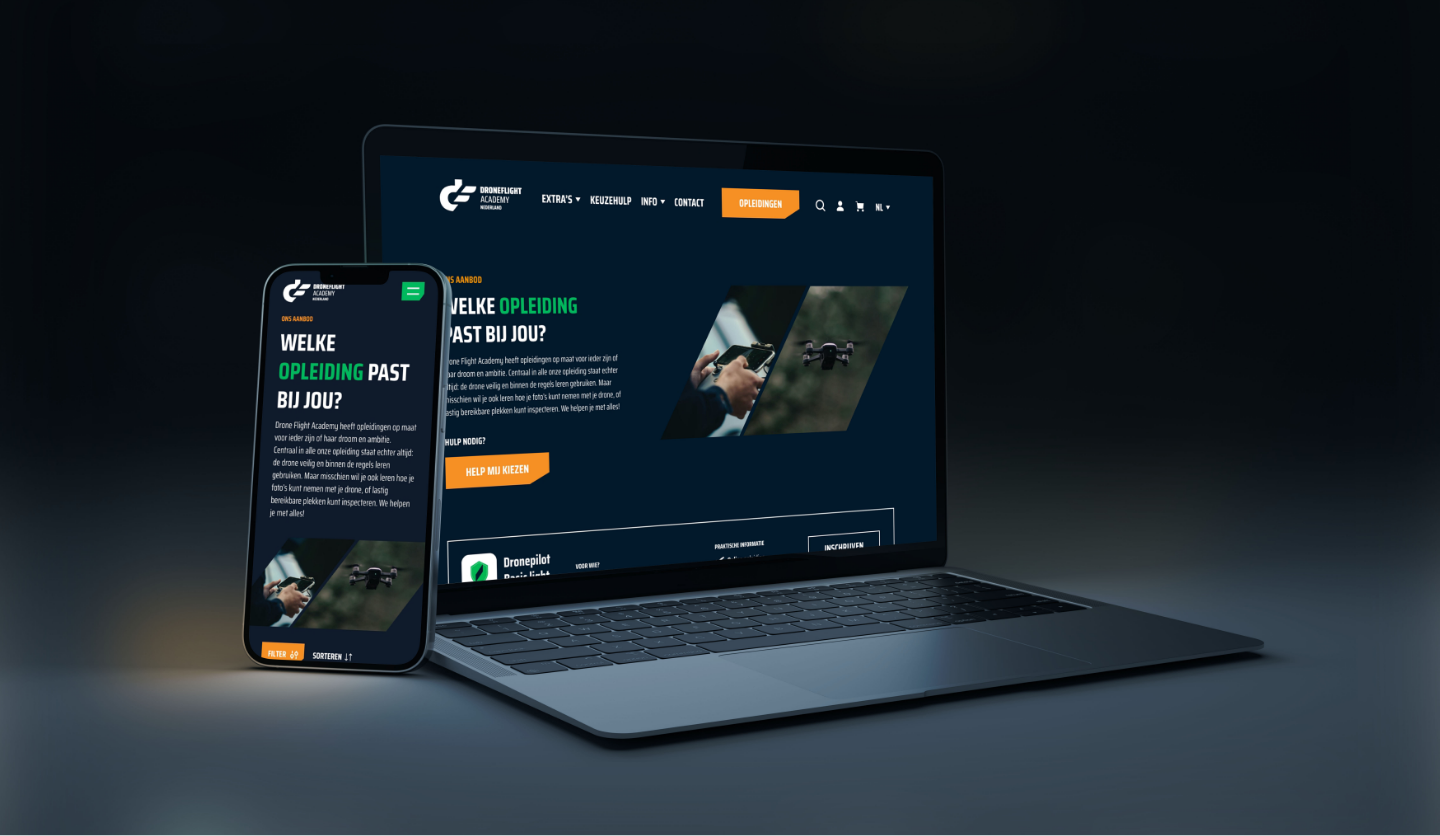 DRONEFLIGHT
ACADEMY
NEDERLAND
EXTRA'S
KEUZEHULP
INFO
CONTACT
OPLEIDINGEN
NL
NS AANBOD
WELKE OPLEIDING
PAST BIJ JOU?
rone Flight Academy heeft opleidingen op maat voor ieder zijn of
aar droom en ambitie. Centraal in alle onze opleiding staat echter
ltijd: de drone veilig en binnen de regels leren gebruiken. Maar
isschien wil je ook leren hoe je foto's kunt nemen met je drone, of
astig bereikbare plekken kunt inspecteren. We helpen je met alles!
HULP NODIG?
HELP MIJ KIEZEN
Dronepilot
Basic light
VOOR WIE?
PRAKTISCHE INFORMATIE
INSCHRIJVEN
DRONEFLIGHT
ACADEMY
NEDERLAND
ONS AANBOD
WELKE
OPLEIDING PAST
BIJ JOU?
Drone Flight Academy heeft opleidingen op maat
voor ieder zijn of haar droom en ambitie.
Centraal in alle onze opleiding staat echter altijd:
de drone veilig en binnen de regels leren
gebruiken. Maar misschien wil je ook leren hoe je
foto's kunt nemen met je drone, of lastig
bereikbare plekken kunt inspecteren. We helpen
je met alles!
FILTER
SORTEREN